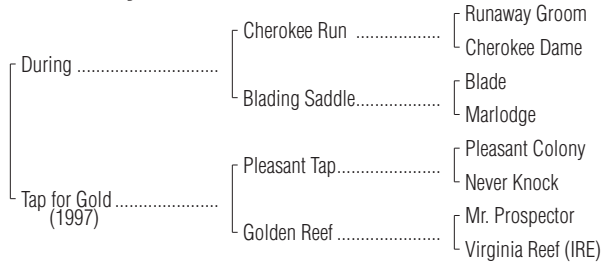 Runaway Groom
Cherokee Run ..................
Cherokee Dame
During ..............................
Blade
Blading Saddle..................
Marlodge
Pleasant Colony
Pleasant Tap......................
Never Knock
Tap for Gold ......................
(1997)
Mr. Prospector
Golden Reef ......................
Virginia Reef (IRE)